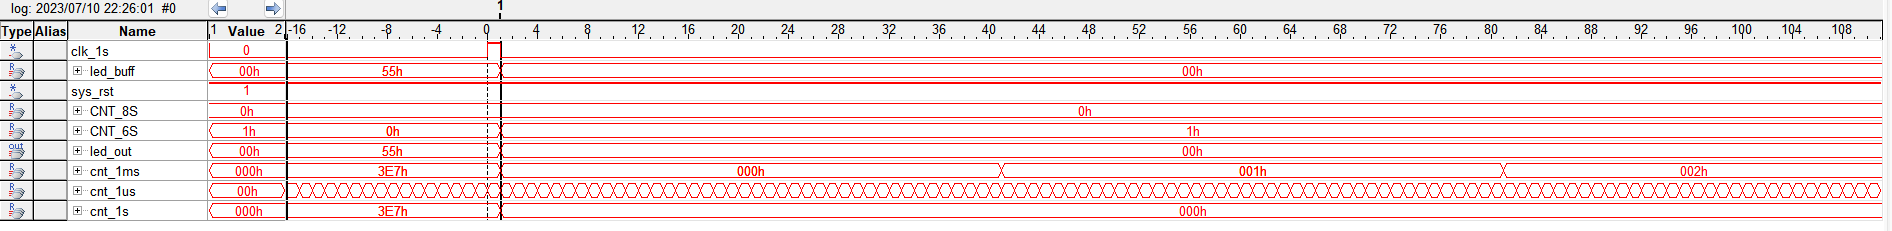 log: 2023/07/10 22:26:01 #0 1
Type Alias Name 1 Value 2 -16 -12 -8 -4 0 4 8 12 16 20 24 28 32 36 40 44 48 52 56 60 64 68 72 76 80 84 88 92 96 100 104 108
* clk_1s 0
R led_buff 00h 55h 00h
* sys_rst 1
R CNT_8S 0h 0h
R CNT_6S 1h 0h 1h
out led_out 00h 55h 00h
R cnt_1ms 000h 3E7h 000h 001h 002h
R cnt_1us 00h
R cnt_1s 000h 3E7h 000h